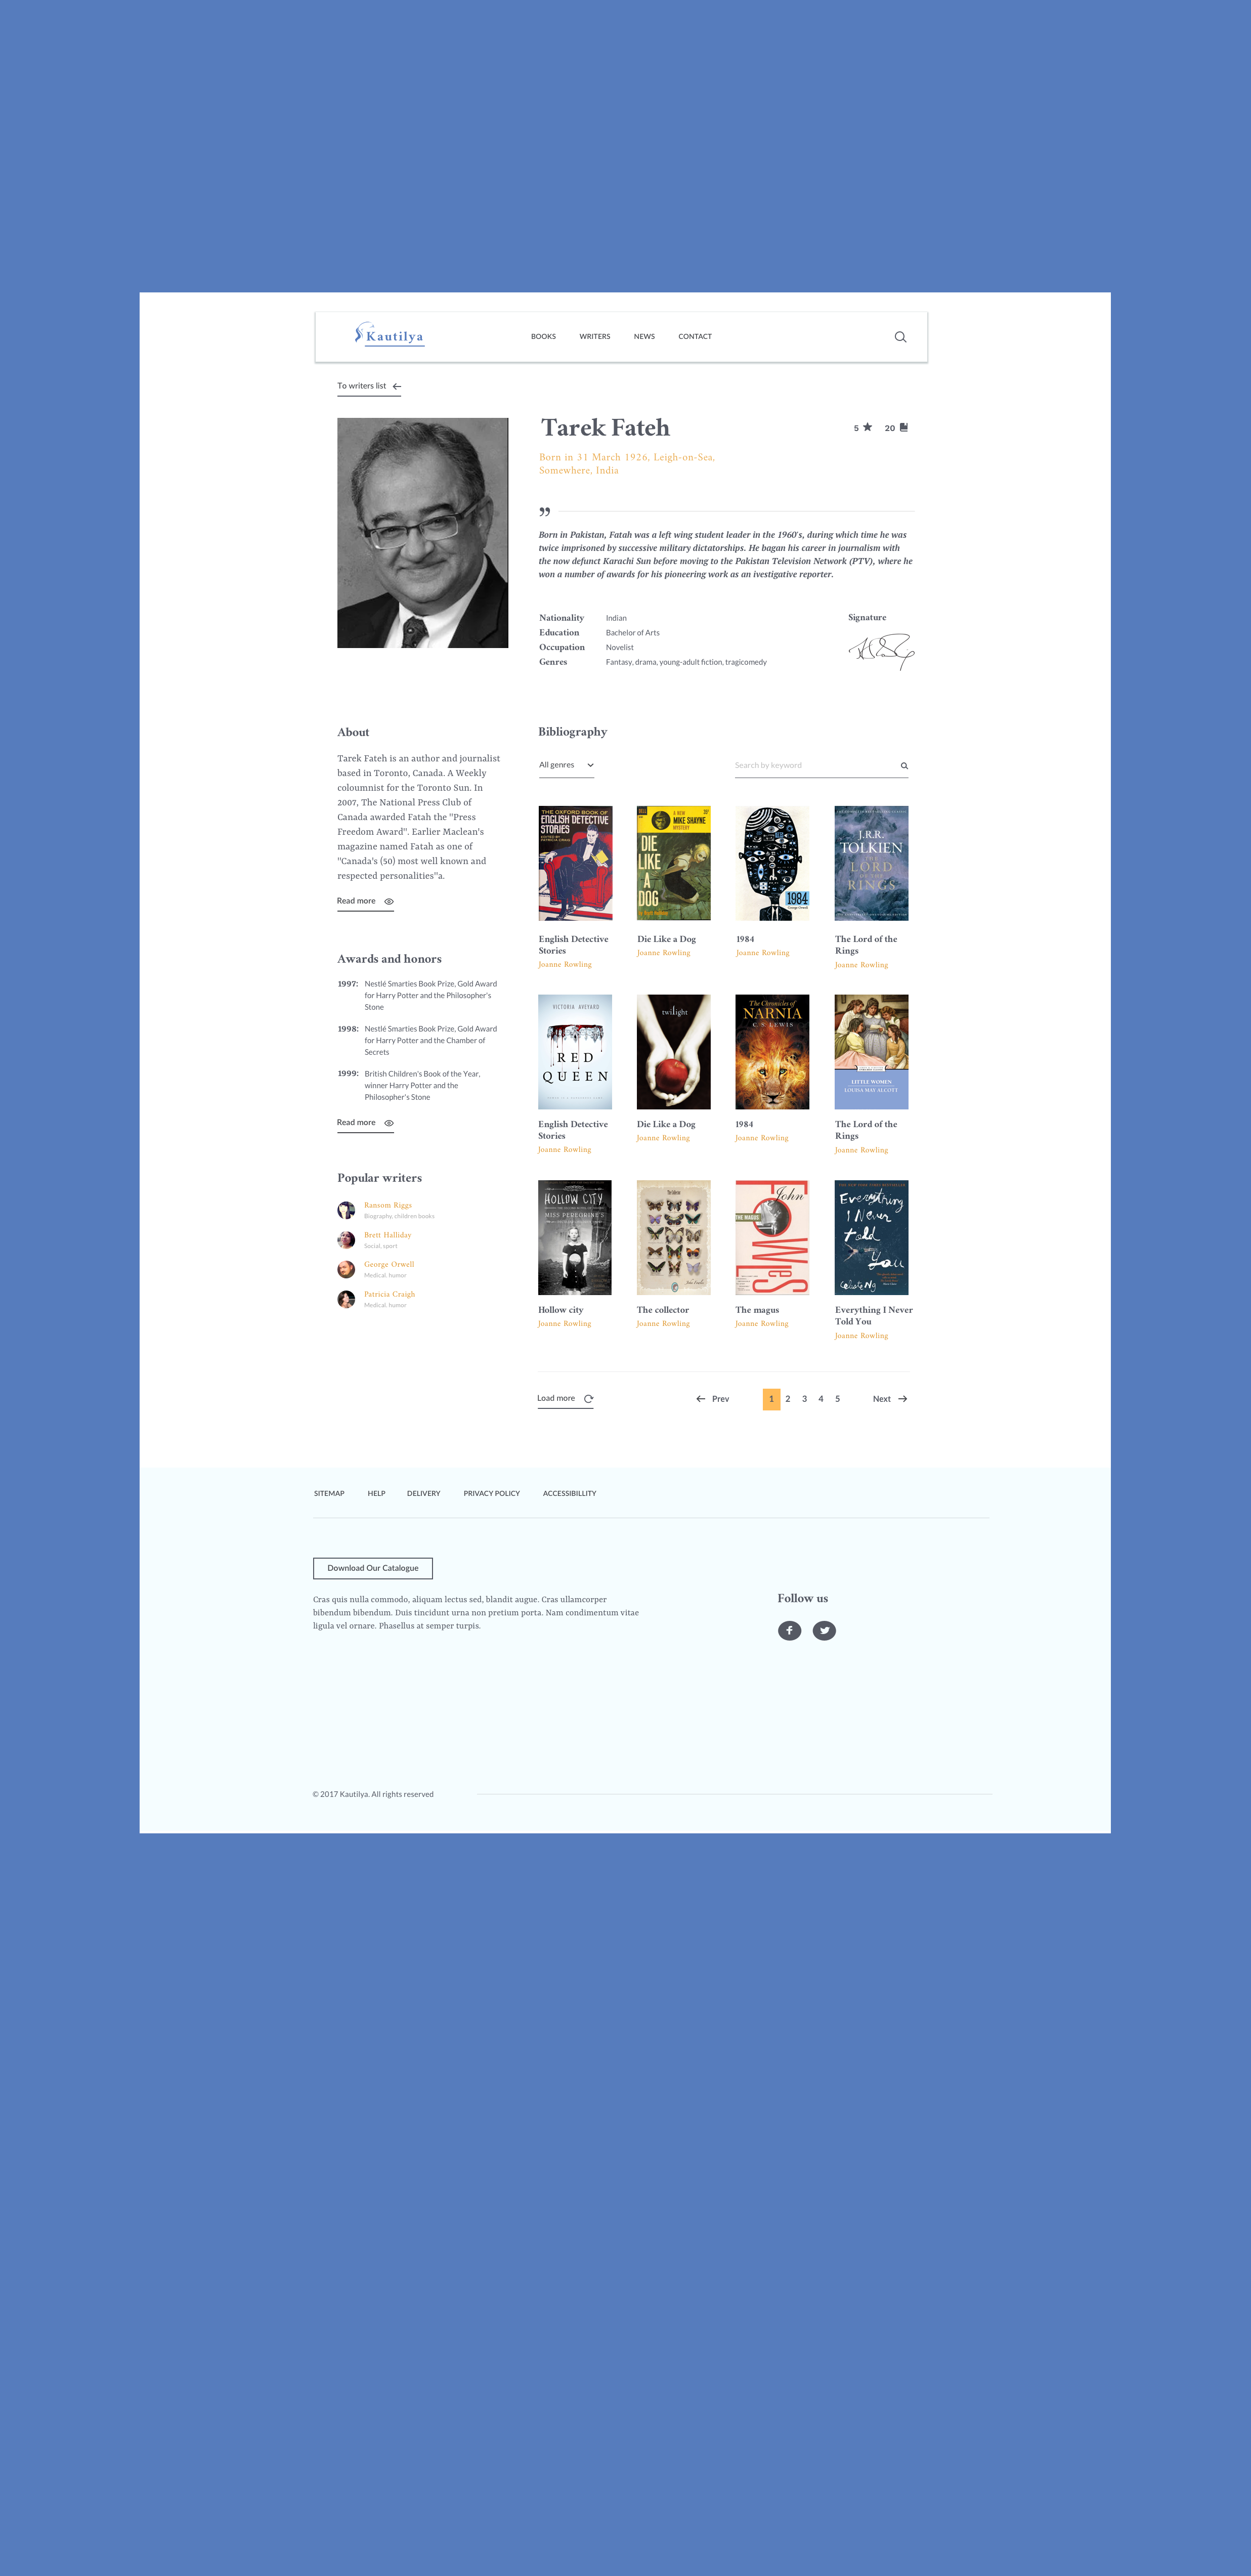 Kautilya
BOOKS WRITERS NEWS CONTACT
To writers list
Tarek Fateh
5 20
Born in 31 March 1926, Leigh-on-Sea,
Somewhere, India
Born in Pakistan, Fatah was a left wing student leader in the 1960's, during which time he was
twice imprisoned by successive military dictatorships. He bagan his career in journalism with
the now defunct Karachi Sun before moving to the Pakistan Television Network (PTV), where he
won a number of awards for his pioneering work as an ivestigative reporter.
Nationality Indian
Education Bachelor of Arts
Occupation Novelist
Genres Fantasy, drama, young-adult fiction, tragicomedy
Signature
About
Tarek Fateh is an author and journalist
based in Toronto, Canada. A Weekly
coloumnist for the Toronto Sun. In
2007, The National Press Club of
Canada awarded Fatah the "Press
Freedom Award". Earlier Maclean's
magazine named Fatah as one of
"Canada's (50) most well known and
respected personalities"a.
Read more
Awards and honors
1997: Nestlé Smarties Book Prize, Gold Award
for Harry Potter and the Philosopher's
Stone
1998: Nestlé Smarties Book Prize, Gold Award
for Harry Potter and the Chamber of
Secrets
1999: British Children's Book of the Year,
winner Harry Potter and the
Philosopher's Stone
Read more
Popular writers
Ransom Riggs
Biography, children books
Brett Halliday
Social, sport
George Orwell
Medical, humor
Patricia Craigh
Medical, humor
Bibliography
All genres
Search by keyword
THE OXFORD BOOK OF
ENGLISH DETECTIVE
STORIES
A NEW
MIKE SHAYNE
MYSTERY
DIE
LIKE
A
DOG
1984
George Orwell
J.R.R.
TOLKIEN
THE
LORD
OF THE
RINGS
English Detective
Stories
Joanne Rowling
Die Like a Dog
Joanne Rowling
1984
Joanne Rowling
The Lord of the
Rings
Joanne Rowling
VICTORIA AVEYARD
RED
QUEEN
twilight
The Chronicles of
NARNIA
C. S. LEWIS
LITTLE WOMEN
LOUISA MAY ALCOTT
English Detective
Stories
Joanne Rowling
Die Like a Dog
Joanne Rowling
1984
Joanne Rowling
The Lord of the
Rings
Joanne Rowling
HOLLOW CITY
MISS PEREGRINE'S
The Collector
John Fowles
John
THE MAGUS
FOWLES
Everything
I Never
told
You
Celeste Ng
Hollow city
Joanne Rowling
The collector
Joanne Rowling
The magus
Joanne Rowling
Everything I Never
Told You
Joanne Rowling
Load more
Prev 1 2 3 4 5 Next
SITEMAP HELP DELIVERY PRIVACY POLICY ACCESSIBILLITY
Download Our Catalogue
Cras quis nulla commodo, aliquam lectus sed, blandit augue. Cras ullamcorper
bibendum bibendum. Duis tincidunt urna non pretium porta. Nam condimentum vitae
ligula vel ornare. Phasellus at semper turpis.
Follow us
© 2017 Kautilya. All rights reserved